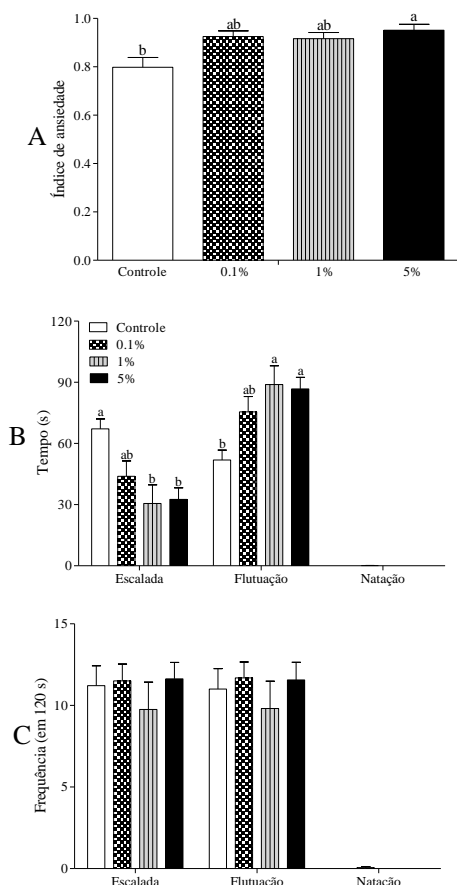 A
Índice de ansiedade
1.0
0.8
0.6
0.4
0.2
0.0
b
ab
ab
a
Controle
0.1%
1%
5%
B
Tempo (s)
120
90
60
30
0
Controle
0.1%
1%
5%
a
ab
b
b
b
ab
a
a
Escalada
Flutuação
Natação
C
Frequência (em 120 s)
15
10
5
0
Escalada
Flutuação
Natação